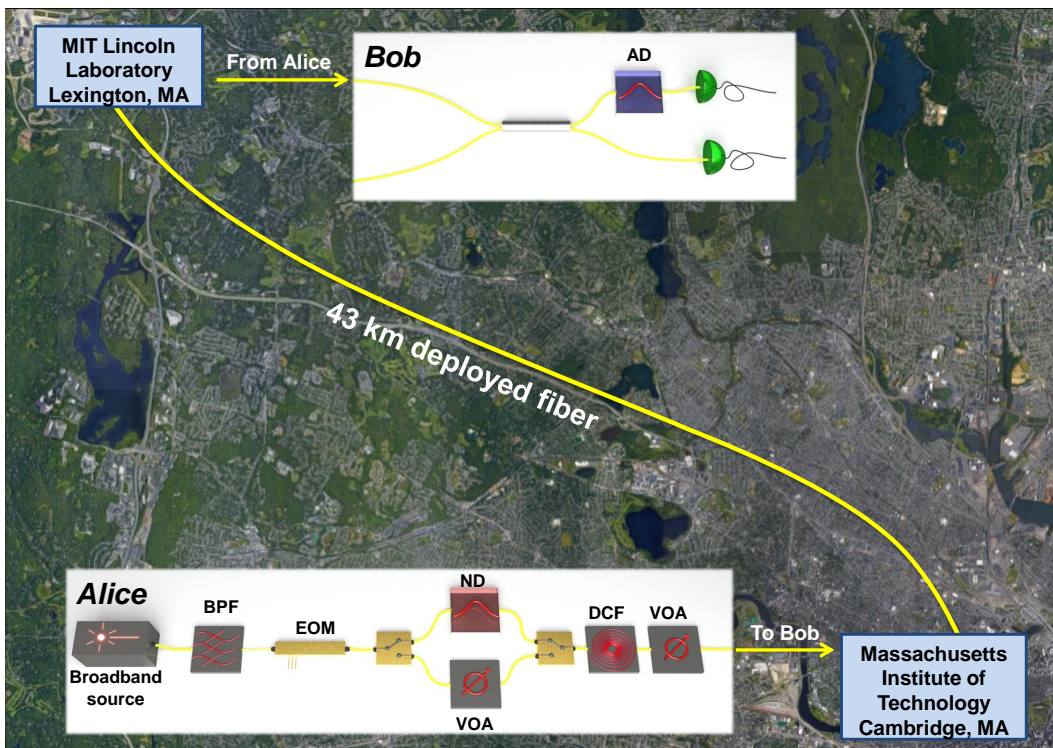 MIT Lincoln
Laboratory
Lexington, MA
From Alice
Bob
AD
43 km deployed fiber
Alice
Broadband
source
BPF
EOM
ND
VOA
DCF
VOA
To Bob
Massachusetts
Institute of
Technology
Cambridge, MA